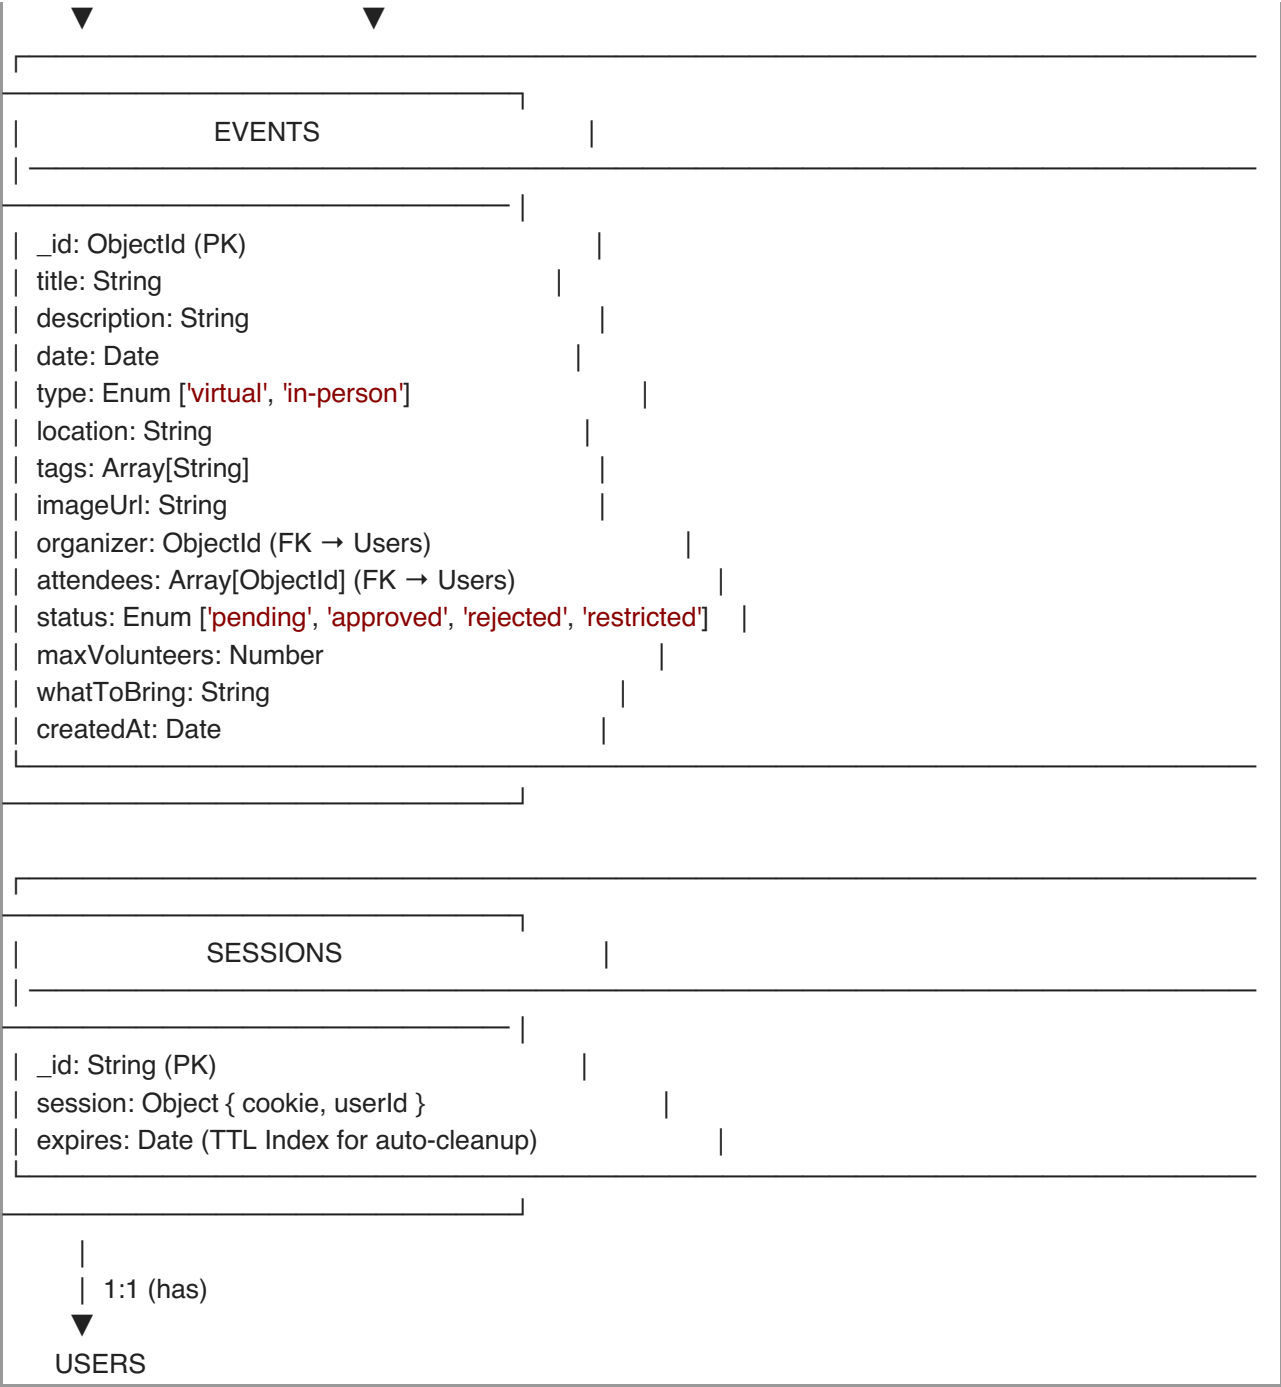 ▼ ▼
┌──────────────────────────────────────────────
───────────────────┐
│ EVENTS │
│──────────────────────────────────────────────
───────────────────│
│ _id: ObjectId (PK) │
│ title: String │
│ description: String │
│ date: Date │
│ type: Enum ['virtual', 'in-person'] │
│ location: String │
│ tags: Array[String] │
│ imageUrl: String │
│ organizer: ObjectId (FK → Users) │
│ attendees: Array[ObjectId] (FK → Users) │
│ status: Enum ['pending', 'approved', 'rejected', 'restricted'] │
│ maxVolunteers: Number │
│ whatToBring: String │
│ createdAt: Date │
└──────────────────────────────────────────────
───────────────────┘
┌──────────────────────────────────────────────
───────────────────┐
│ SESSIONS │
│──────────────────────────────────────────────
───────────────────│
│ _id: String (PK) │
│ session: Object { cookie, userId } │
│ expires: Date (TTL Index for auto-cleanup) │
└──────────────────────────────────────────────
───────────────────┘
│
│ 1:1 (has)
▼
USERS